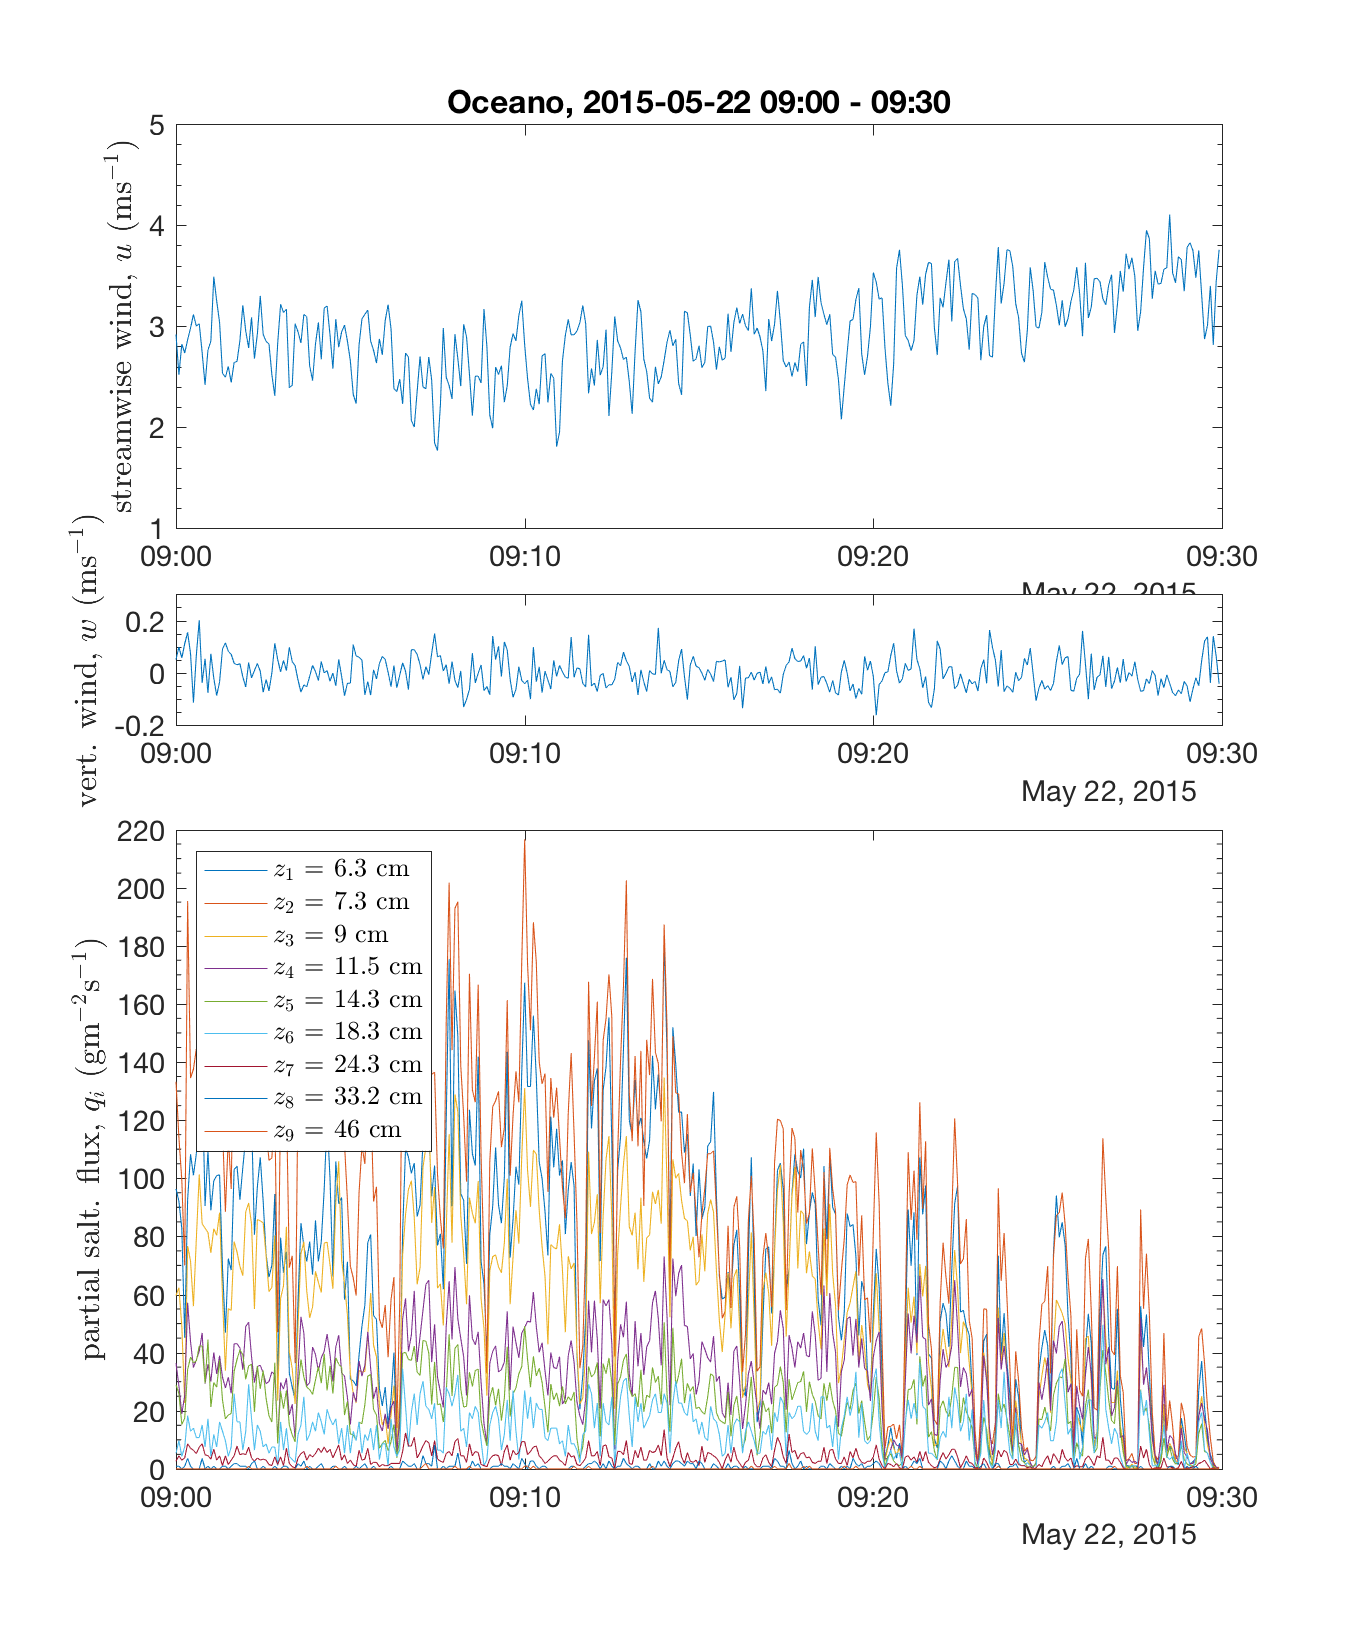 Oceano, 2015-05-22 09:00 - 09:30
streamwise wind, u (ms⁻¹)
5
4
3
2
1
09:00 09:10 09:20 09:30
May 22, 2015
vert. wind, w (ms⁻¹)
0.2
0
-0.2
09:00 09:10 09:20 09:30
May 22, 2015
partial salt. flux, qᵢ (gm⁻²s⁻¹)
220
200
180
160
140
120
100
80
60
40
20
0
z₁ = 6.3 cm
z₂ = 7.3 cm
z₃ = 9 cm
z₄ = 11.5 cm
z₅ = 14.3 cm
z₆ = 18.3 cm
z₇ = 24.3 cm
z₈ = 33.2 cm
z₉ = 46 cm
09:00 09:10 09:20 09:30
May 22, 2015